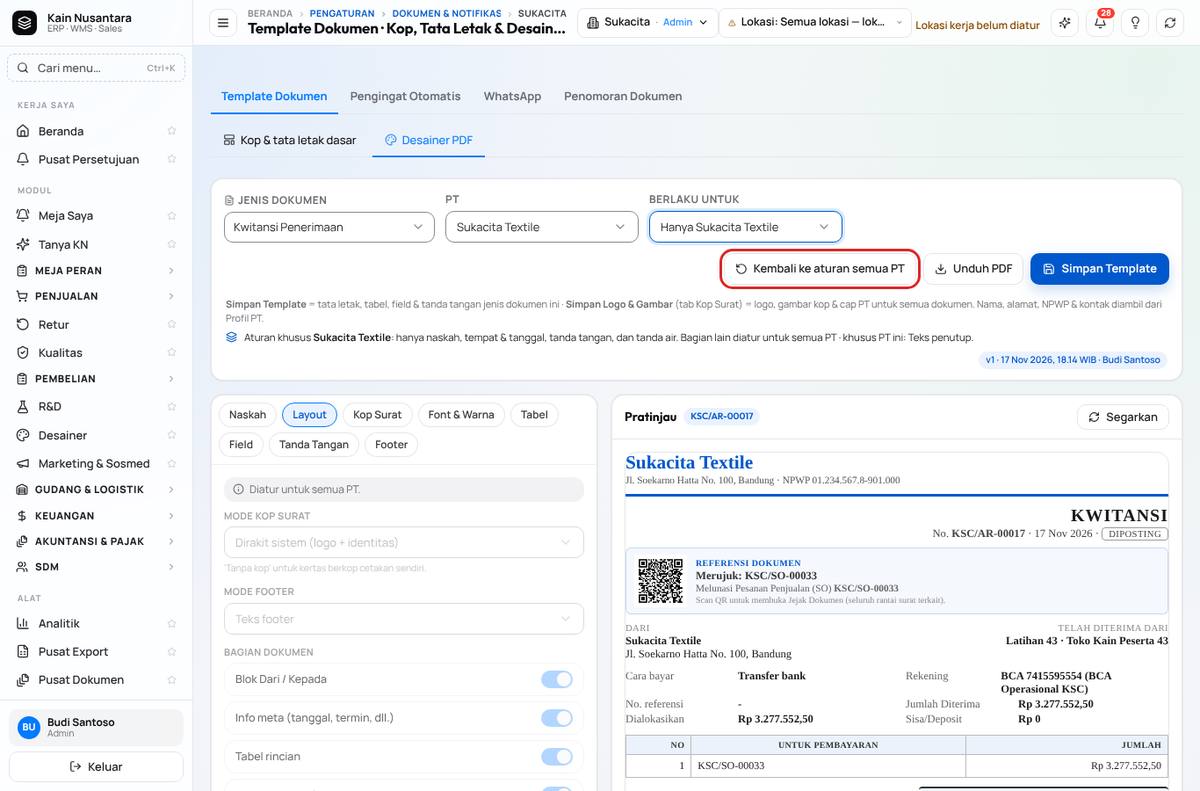 Kain Nusantara
ERP · WMS · Sales
Cari menu... Ctrl+K
KERJA SAYA
Beranda
Pusat Persetujuan
MODUL
Meja Saya
Tanya KN
MEJA PERAN
PENJUALAN
Retur
Kualitas
PEMBELIAN
R&D
Desainer
Marketing & Sosmed
GUDANG & LOGISTIK
KEUANGAN
AKUNTANSI & PAJAK
SDM
ALAT
Analitik
Pusat Export
Pusat Dokumen
BU Budi Santoso
Admin
Keluar
BERANDA › PENGATURAN › DOKUMEN & NOTIFIKAS › SUKACITA
Template Dokumen · Kop, Tata Letak & Desain...
Sukacita · Admin
Lokasi: Semua lokasi — lok...
Lokasi kerja belum diatur
28
Template Dokumen Pengingat Otomatis WhatsApp Penomoran Dokumen
Kop & tata letak dasar Desainer PDF
JENIS DOKUMEN PT BERLAKU UNTUK
Kwitansi Penerimaan Sukacita Textile Hanya Sukacita Textile
Kembali ke aturan semua PT Unduh PDF Simpan Template
Simpan Template = tata letak, tabel, field & tanda tangan jenis dokumen ini · Simpan Logo & Gambar (tab Kop Surat) = logo, gambar kop & cap PT untuk semua dokumen. Nama, alamat, NPWP & kontak diambil dari
Profil PT.
Aturan khusus Sukacita Textile: hanya naskah, tempat & tanggal, tanda tangan, dan tanda air. Bagian lain diatur untuk semua PT · khusus PT ini: Teks penutup.
v1 · 17 Nov 2026, 18.14 WIB · Budi Santoso
Naskah Layout Kop Surat Font & Warna Tabel
Field Tanda Tangan Footer
Diatur untuk semua PT.
MODE KOP SURAT
Dirakit sistem (logo + identitas)
'Tanpa kop' untuk kertas berkop cetakan sendiri.
MODE FOOTER
Teks footer
BAGIAN DOKUMEN
Blok Dari / Kepada
Info meta (tanggal, termin, dll.)
Tabel rincian
Pratinjau KSC/AR-00017 Segarkan
Sukacita Textile
Jl. Soekarno Hatta No. 100, Bandung · NPWP 01.234.567.8-901.000
KWITANSI
No. KSC/AR-00017 · 17 Nov 2026 · DIPOSTING
REFERENSI DOKUMEN
Merujuk: KSC/SO-00033
Melunasi Pesanan Penjualan (SO) KSC/SO-00033
Scan QR untuk membuka Jejak Dokumen (seluruh rantai surat terkait).
DARI TELAH DITERIMA DARI
Sukacita Textile Latihan 43 · Toko Kain Peserta 43
Jl. Soekarno Hatta No. 100, Bandung
Cara bayar Transfer bank Rekening BCA 7415595554 (BCA
Operasional KSC)
No. referensi - Jumlah Diterima Rp 3.277.552,50
Dialokasikan Rp 3.277.552,50 Sisa/Deposit Rp 0
NO UNTUK PEMBAYARAN JUMLAH
1 KSC/SO-00033 Rp 3.277.552,50